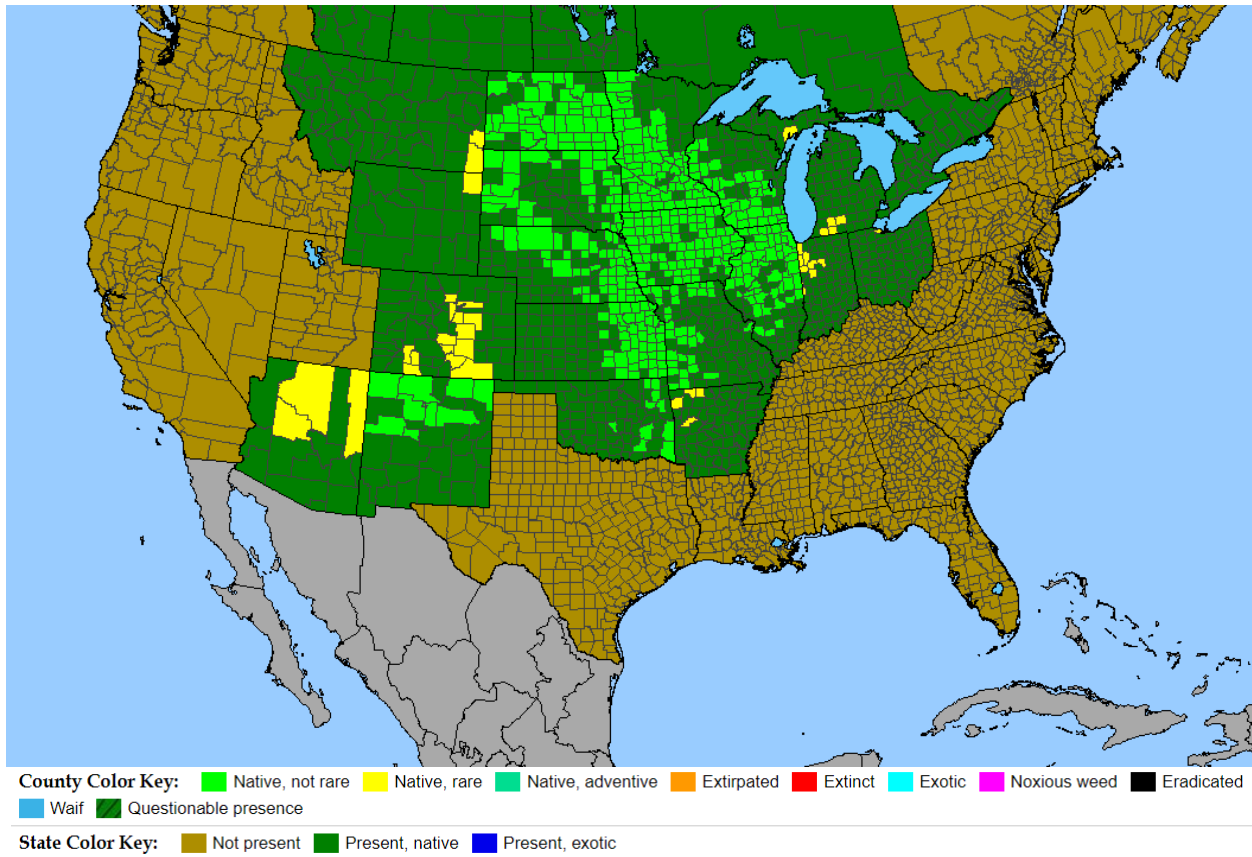 County Color Key: Native, not rare Native, rare Native, adventive Extirpated Extinct Exotic Noxious weed Eradicated
Waif Questionable presence
State Color Key: Not present Present, native Present, exotic